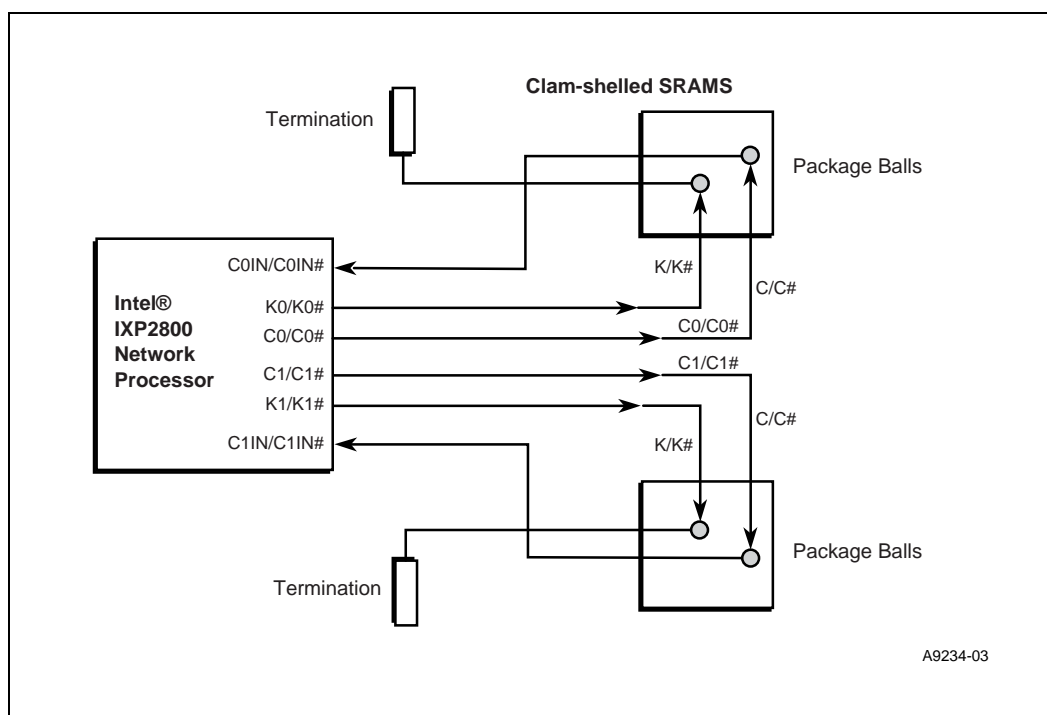 Clam-shelled SRAMS
Termination
Package Balls
C0IN/C0IN#
K/K#
C/C#
Intel®
IXP2800
Network
Processor
K0/K0#
C0/C0#
C0/C0#
C1/C1#
C1/C1#
K1/K1#
C/C#
C1IN/C1IN#
K/K#
Package Balls
Termination
A9234-03